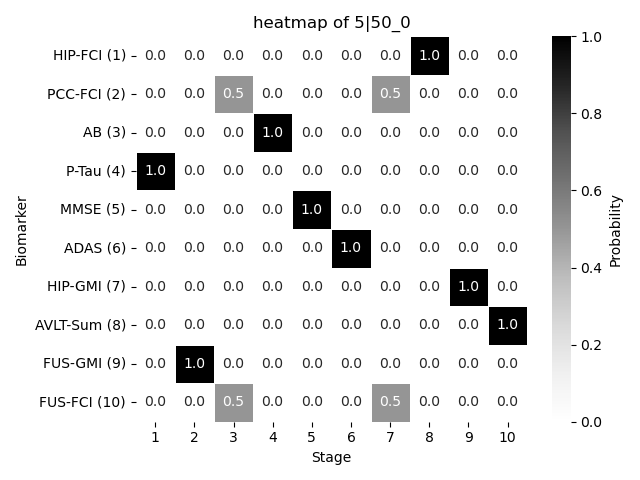 heatmap of 5|50_0
HIP-FCI (1) 0.0 0.0 0.0 0.0 0.0 0.0 0.0 1.0 0.0 0.0
PCC-FCI (2) 0.0 0.0 0.5 0.0 0.0 0.0 0.5 0.0 0.0 0.0
AB (3) 0.0 0.0 0.0 1.0 0.0 0.0 0.0 0.0 0.0 0.0
P-Tau (4) 1.0 0.0 0.0 0.0 0.0 0.0 0.0 0.0 0.0 0.0
MMSE (5) 0.0 0.0 0.0 0.0 1.0 0.0 0.0 0.0 0.0 0.0
ADAS (6) 0.0 0.0 0.0 0.0 0.0 1.0 0.0 0.0 0.0 0.0
HIP-GMI (7) 0.0 0.0 0.0 0.0 0.0 0.0 0.0 0.0 1.0 0.0
AVLT-Sum (8) 0.0 0.0 0.0 0.0 0.0 0.0 0.0 0.0 0.0 1.0
FUS-GMI (9) 0.0 1.0 0.0 0.0 0.0 0.0 0.0 0.0 0.0 0.0
FUS-FCI (10) 0.0 0.0 0.5 0.0 0.0 0.0 0.5 0.0 0.0 0.0
1 2 3 4 5 6 7 8 9 10
Stage
Biomarker
1.0
0.8
0.6
0.4
0.2
0.0
Probability